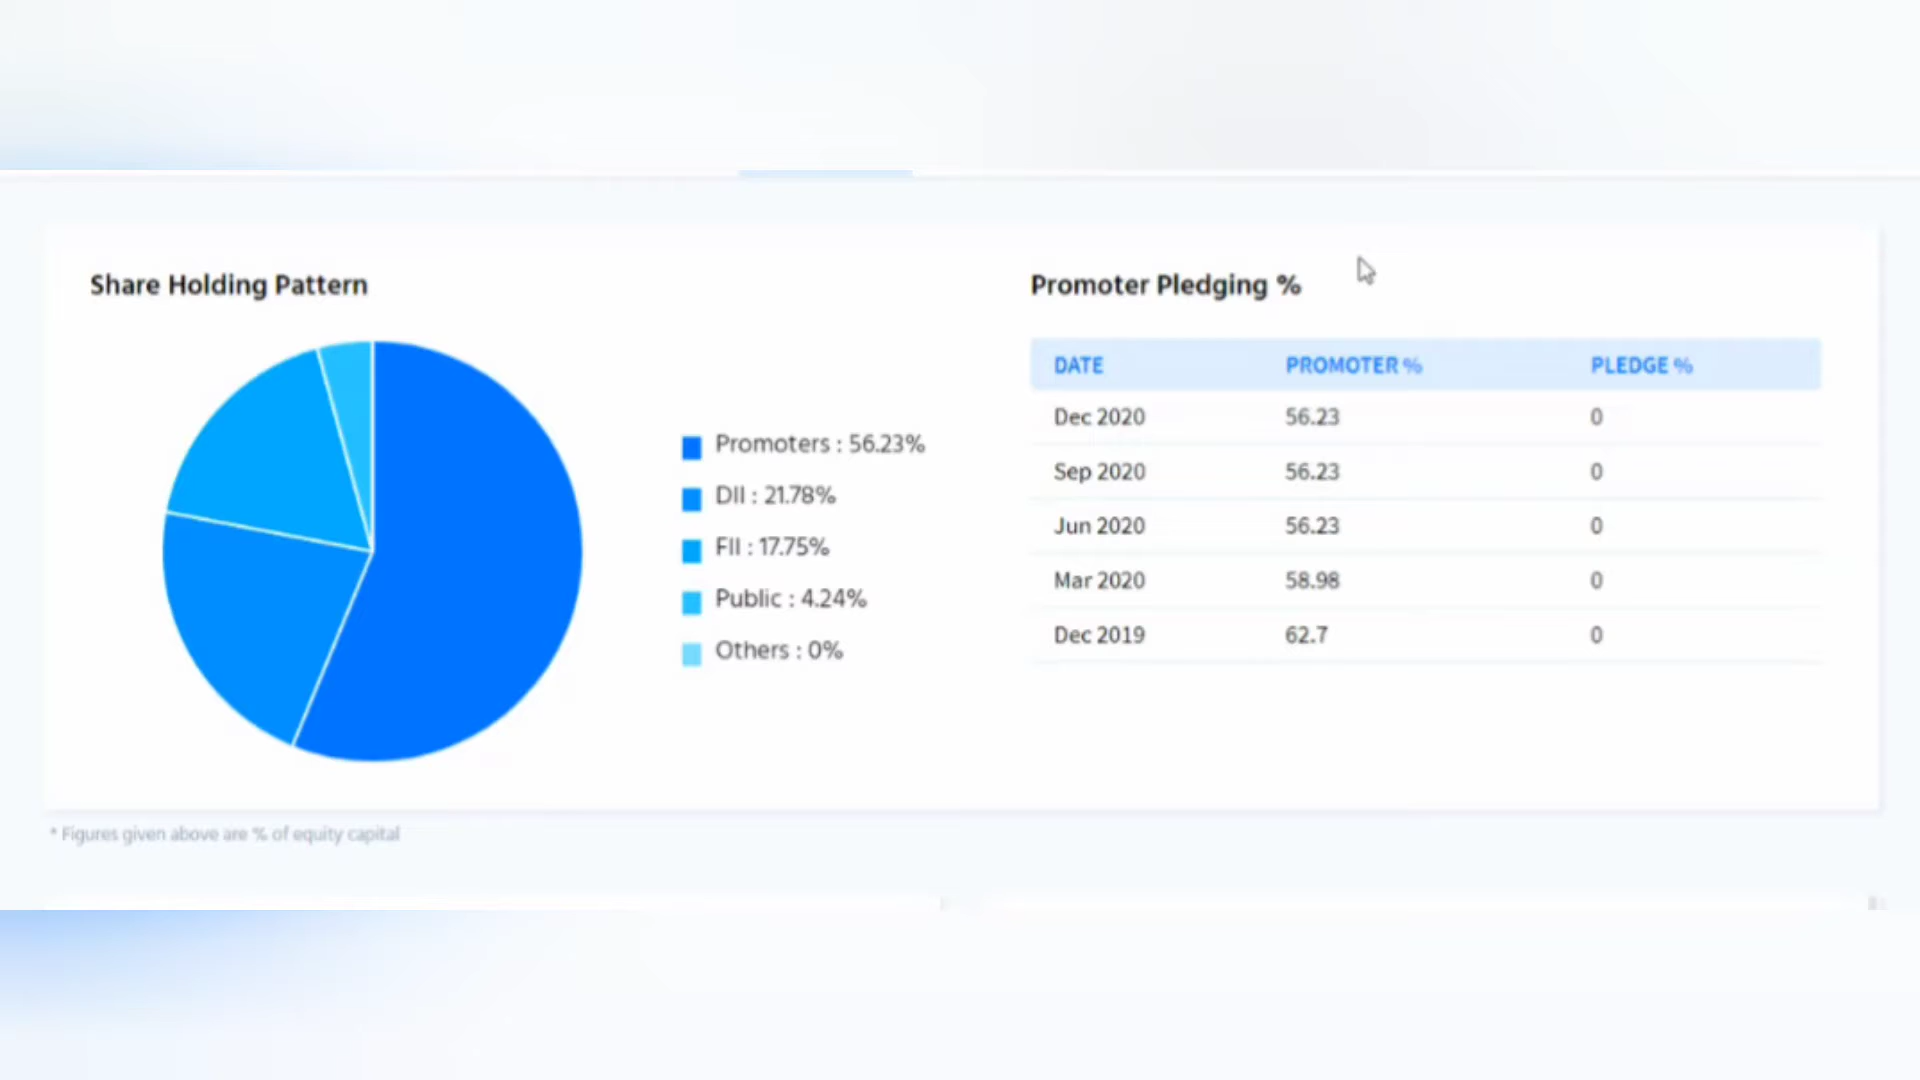 Share Holding Pattern
Promoters : 56.23%
DII : 21.78%
FII : 17.75%
Public : 4.24%
Others : 0%
Promoter Pledging %
DATE PROMOTER % PLEDGE %
Dec 2020 56.23 0
Sep 2020 56.23 0
Jun 2020 56.23 0
Mar 2020 58.98 0
Dec 2019 62.7 0
* Figures given above are % of equity capital